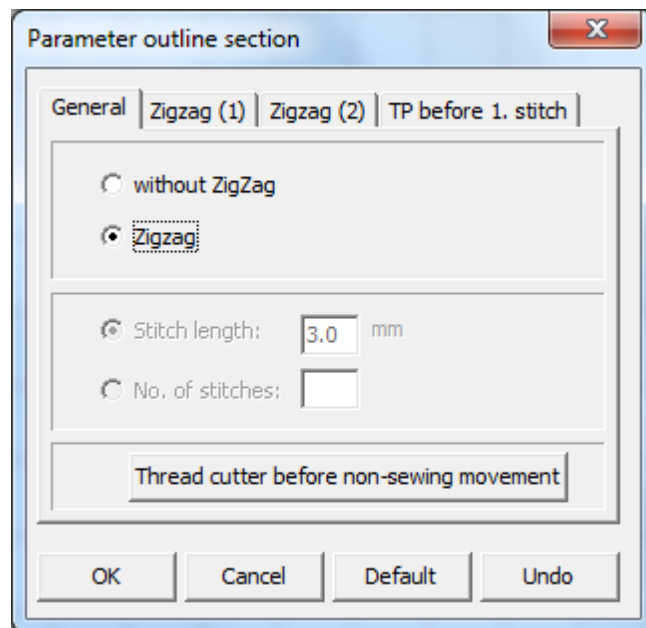 Parameter outline section
General Zigzag (1) Zigzag (2) TP before 1. stitch
without ZigZag
Zigzag
Stitch length: 3.0 mm
No. of stitches:
Thread cutter before non-sewing movement
OK Cancel Default Undo